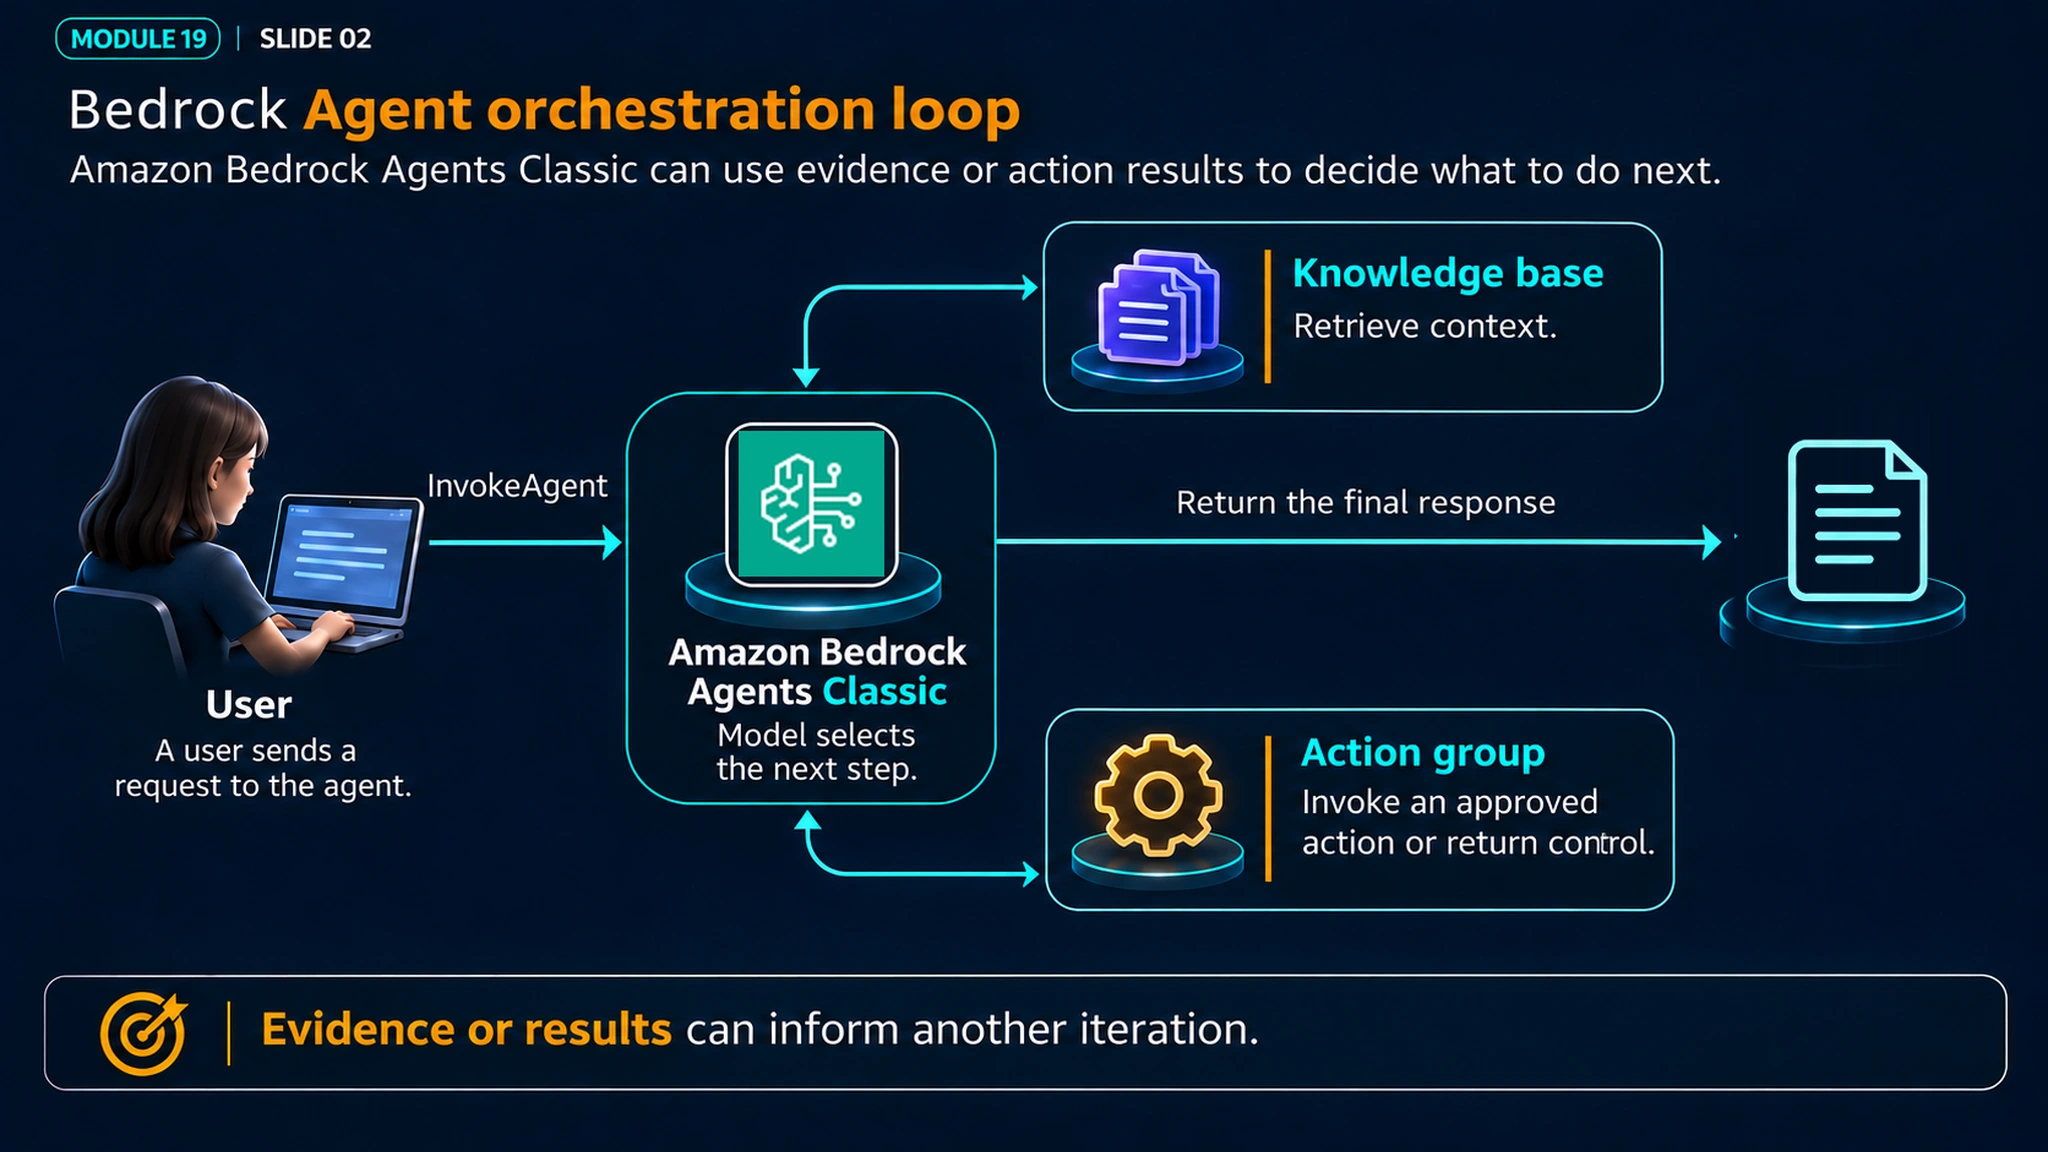 MODULE 19 | SLIDE 02
Bedrock Agent orchestration loop
Amazon Bedrock Agents Classic can use evidence or action results to decide what to do next.
Knowledge base
Retrieve context.
InvokeAgent
Return the final response
Amazon Bedrock
Agents Classic
Model selects
the next step.
User
A user sends a
request to the agent.
Action group
Invoke an approved
action or return control.
Evidence or results can inform another iteration.